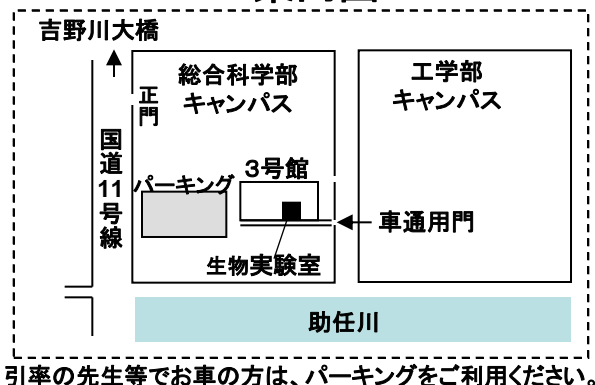 吉野川大橋
総合科学部
キャンパス
工学部
キャンパス
正門
国道11号線
パーキング
3号館
車通用門
生物実験室
助任川
引率の先生等でお車の方は、パーキングをご利用ください。